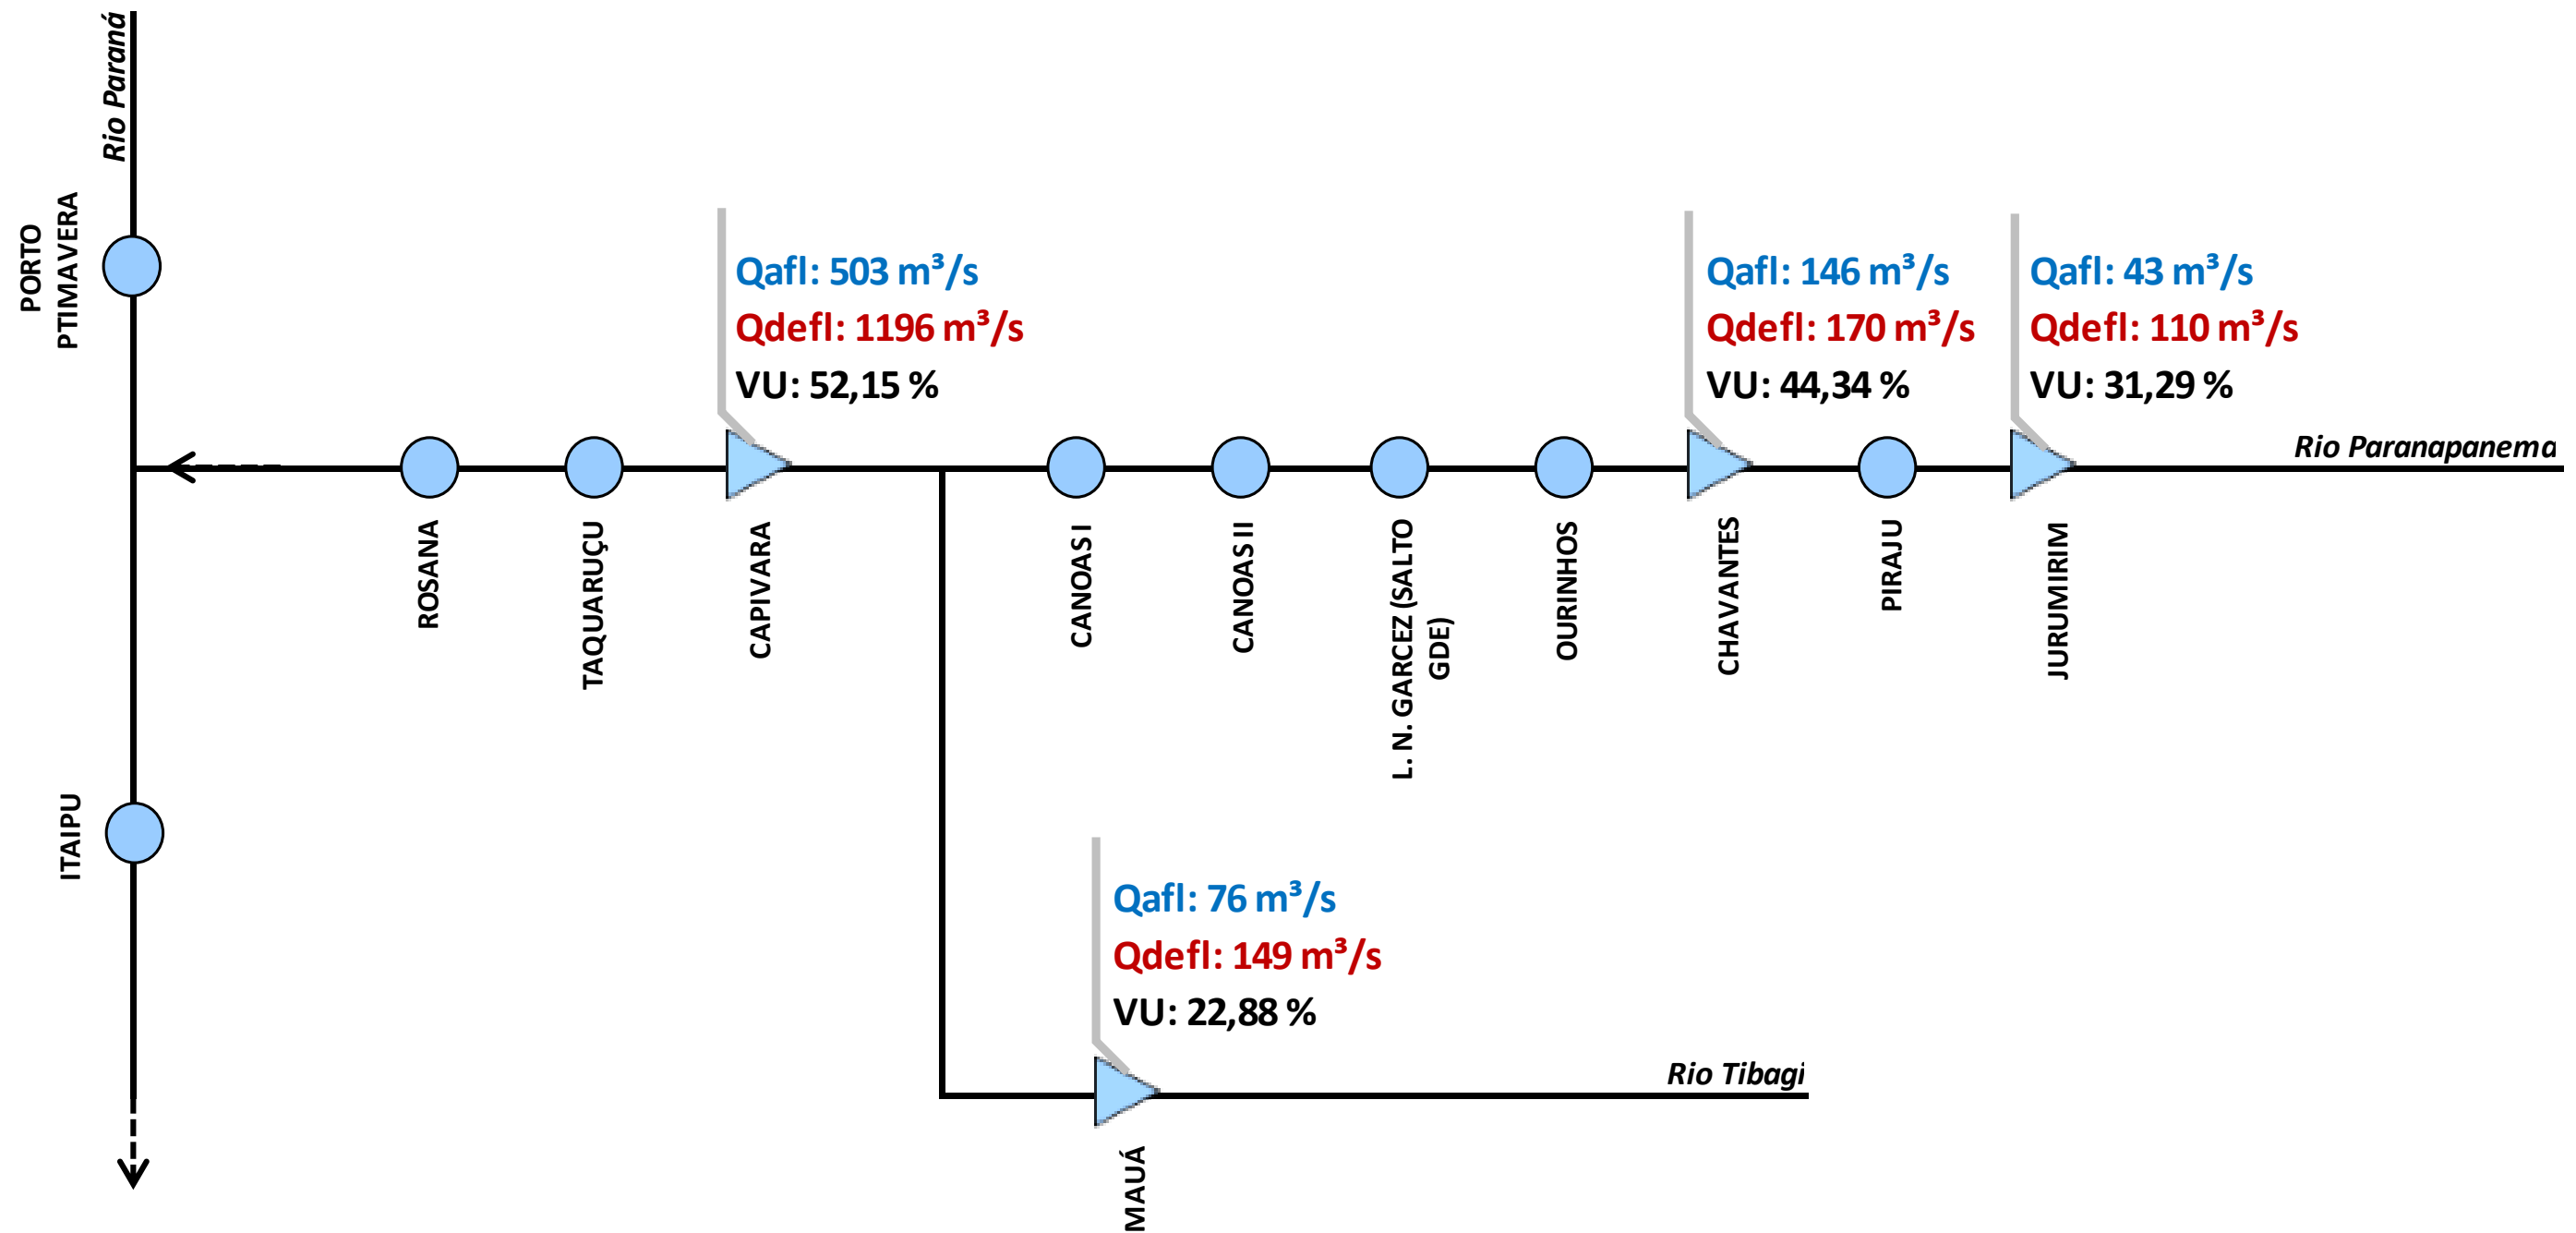 Rio Paraná
PORTO
PTIMAVERA
Qafl: 503 m³/s
Qdefl: 1196 m³/s
VU: 52,15 %
Qafl: 146 m³/s
Qdefl: 170 m³/s
VU: 44,34 %
Qafl: 43 m³/s
Qdefl: 110 m³/s
VU: 31,29 %
Rio Paranapanema
ROSANA
TAQUARUÇU
CAPIVARA
CANOAS I
CANOAS II
L. N. GARCEZ (SALTO
GDE)
OURINHOS
CHAVANTES
PIRAJU
JURUMIRIM
ITAIPU
Qafl: 76 m³/s
Qdefl: 149 m³/s
VU: 22,88 %
Rio Tibagi
MAUÁ